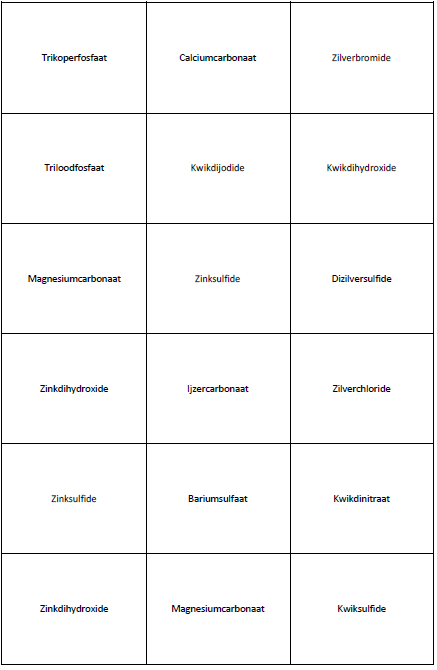 Trikoperfosfaat
Calciumcarbonaat
Zilverbromide
Triloodfosfaat
Kwikdijodide
Kwikdihydroxide
Magnesiumcarbonaat
Zinksulfide
Dizilversulfide
Zinkdihydroxide
Ijzercarbonaat
Zilverchloride
Zinksulfide
Bariumsulfaat
Kwikdinitraat
Zinkdihydroxide
Magnesiumcarbonaat
Kwiksulfide